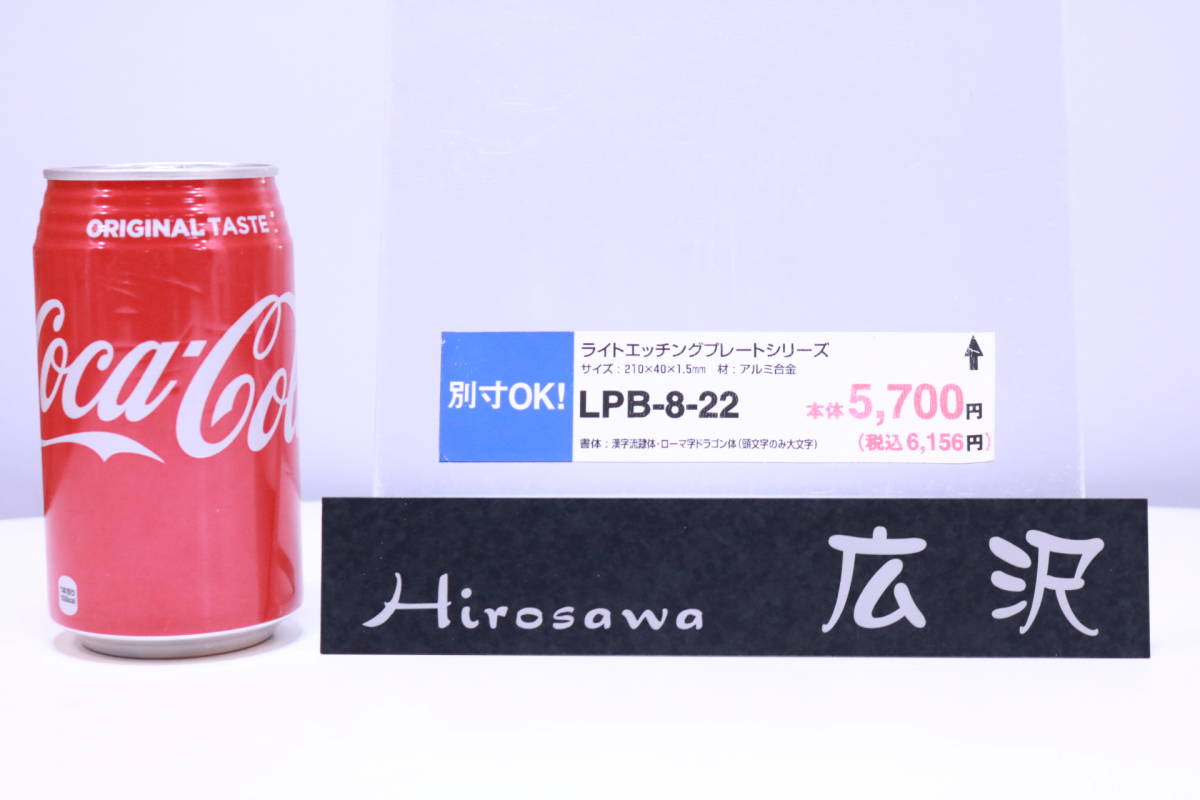 ORIGINAL TASTE
Coca-Col
別寸OK!
ライトエッチングプレートシリーズ
サイズ：210×40×1.5mm 材：アルミ合金
LPB-8-22
本体5,700円
書体：漢字流隷体・ローマ字ドラゴン体（頭文字のみ大文字）
（税込6,156円）
Hirosawa 広沢